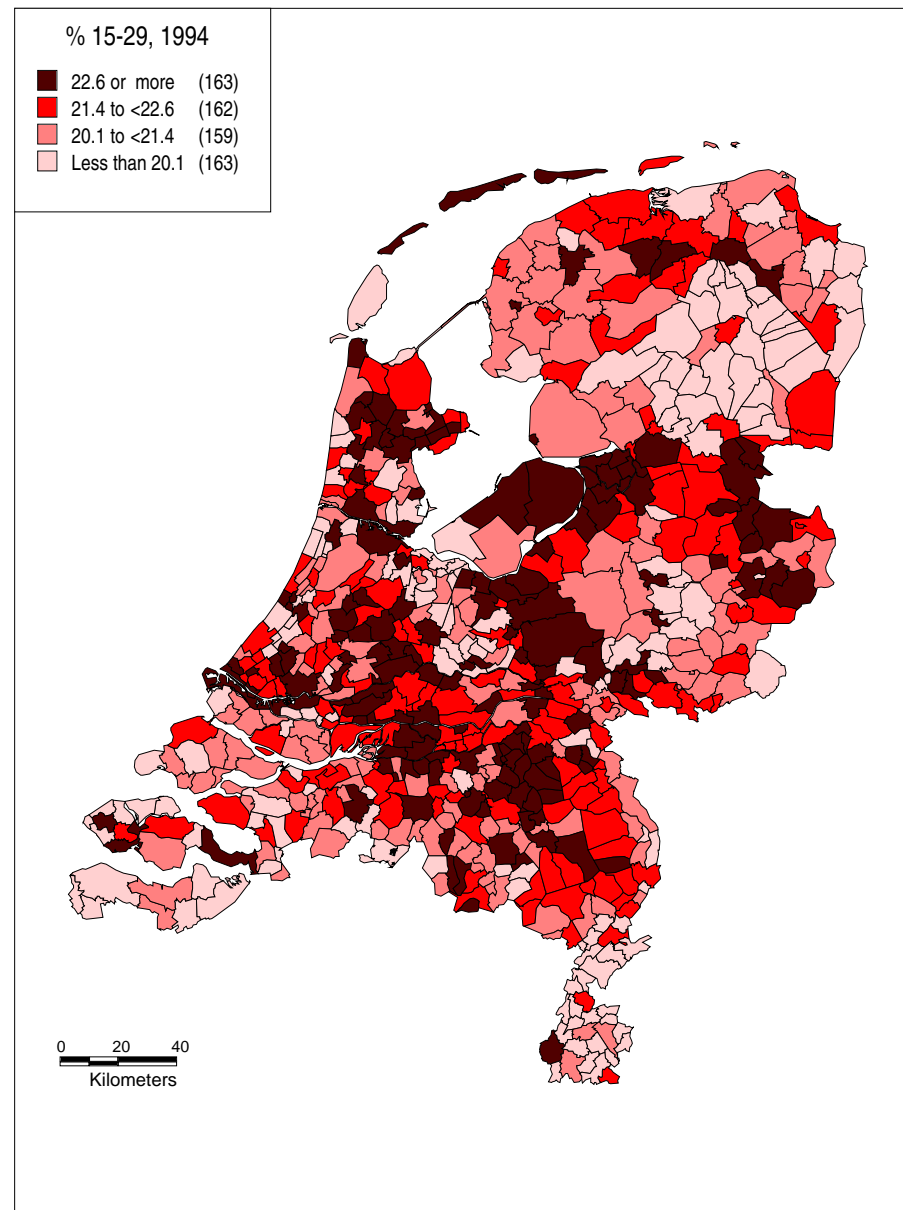 % 15-29, 1994
22.6 or more (163)
21.4 to <22.6 (162)
20.1 to <21.4 (159)
Less than 20.1 (163)
0 20 40
Kilometers